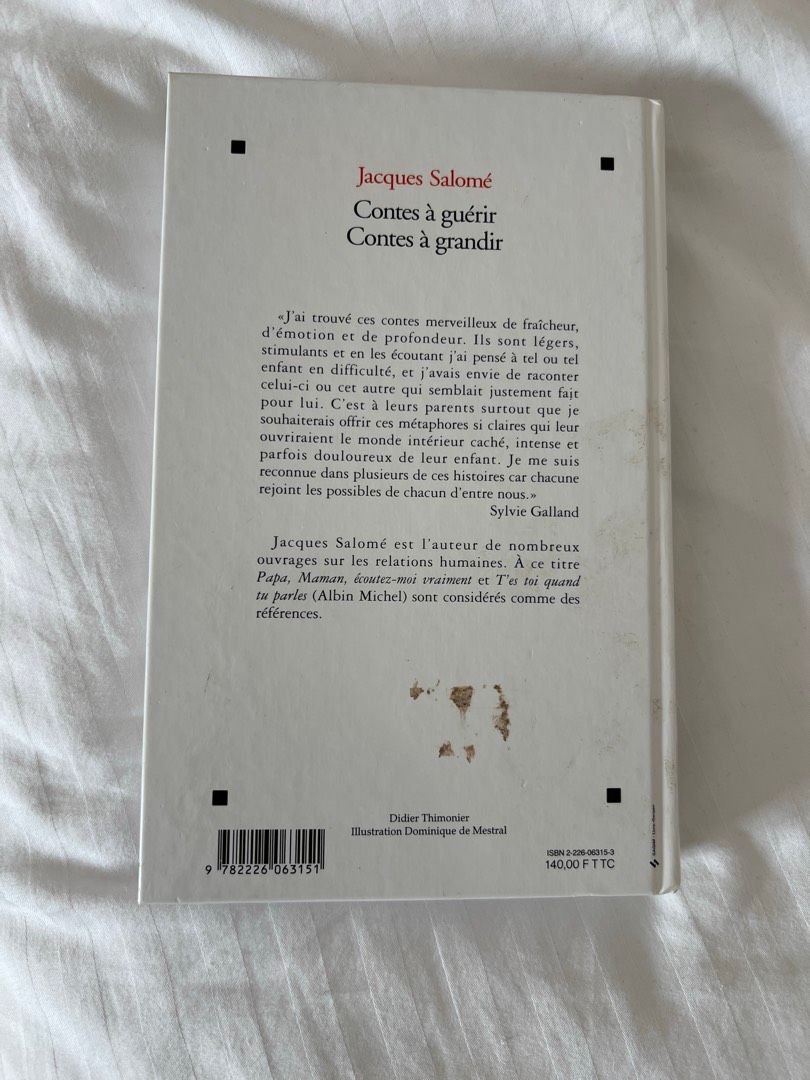 Jacques Salomé
Contes à guérir
Contes à grandir
«J'ai trouvé ces contes merveilleux de fraîcheur,
d'émotion et de profondeur. Ils sont légers,
stimulants et en les écoutant j'ai pensé à tel ou tel
enfant en difficulté, et j'avais envie de raconter
celui-ci ou cet autre qui semblait justement fait
pour lui. C'est à leurs parents surtout que je
souhaiterais offrir ces métaphores si claires qui leur
ouvriraient le monde intérieur caché, intense et
parfois douloureux de leur enfant. Je me suis
reconnue dans plusieurs de ces histoires car chacune
rejoint les possibles de chacun d'entre nous.»
Sylvie Galland
Jacques Salomé est l'auteur de nombreux
ouvrages sur les relations humaines. À ce titre
Papa, Maman, écoutez-moi vraiment et T'es toi quand
tu parles (Albin Michel) sont considérés comme des
références.
Didier Thimonier
Illustration Dominique de Mestral
9 782226 063151
ISBN 2-226-06315-3
140,00 F TTC